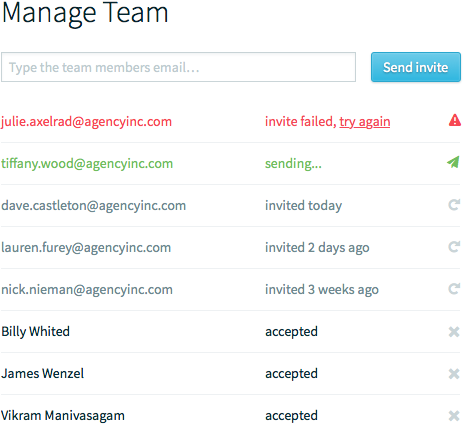 Manage Team
Type the team members email… Send invite
julie.axelrad@agencyinc.com invite failed, try again
tiffany.wood@agencyinc.com sending...
dave.castleton@agencyinc.com invited today
lauren.furey@agencyinc.com invited 2 days ago
nick.nieman@agencyinc.com invited 3 weeks ago
Billy Whited accepted
James Wenzel accepted
Vikram Manivasagam accepted